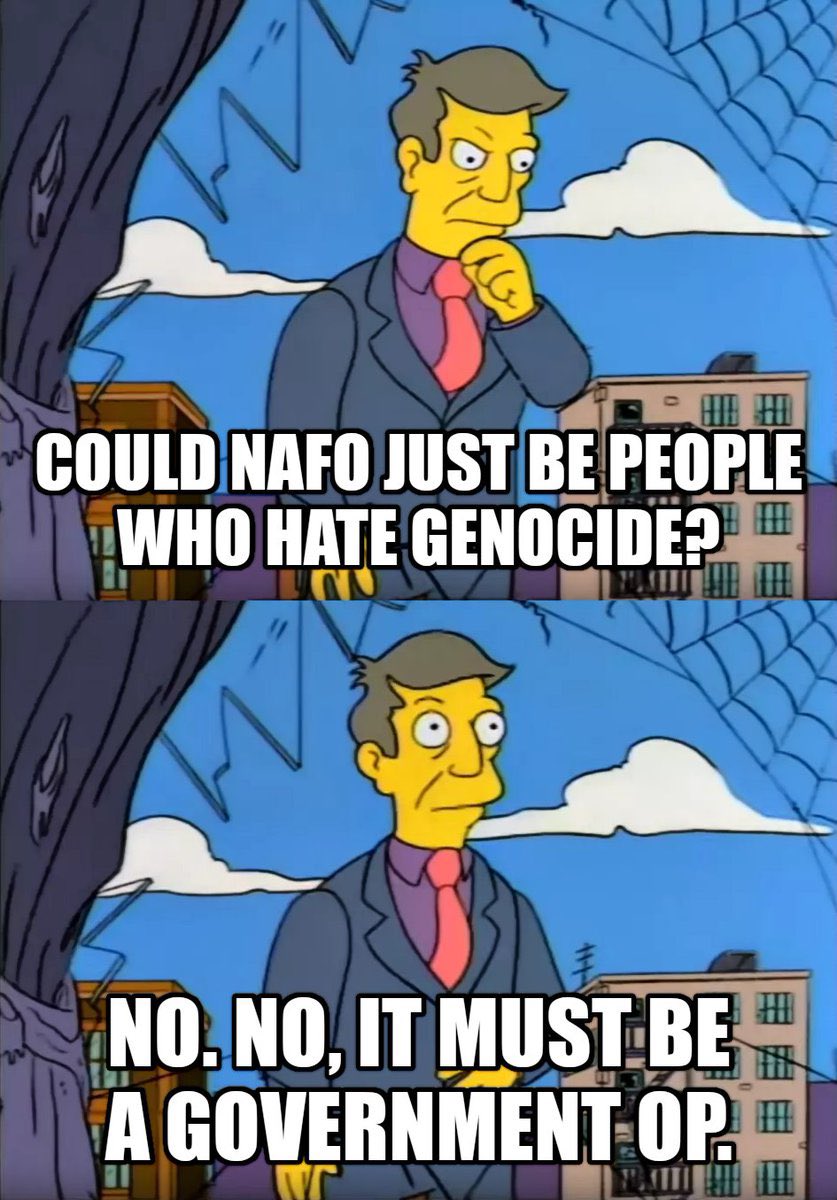 COULD NAFO JUST BE PEOPLE
WHO HATE GENOCIDE?
NO. NO, IT MUST BE
A GOVERNMENT OP.